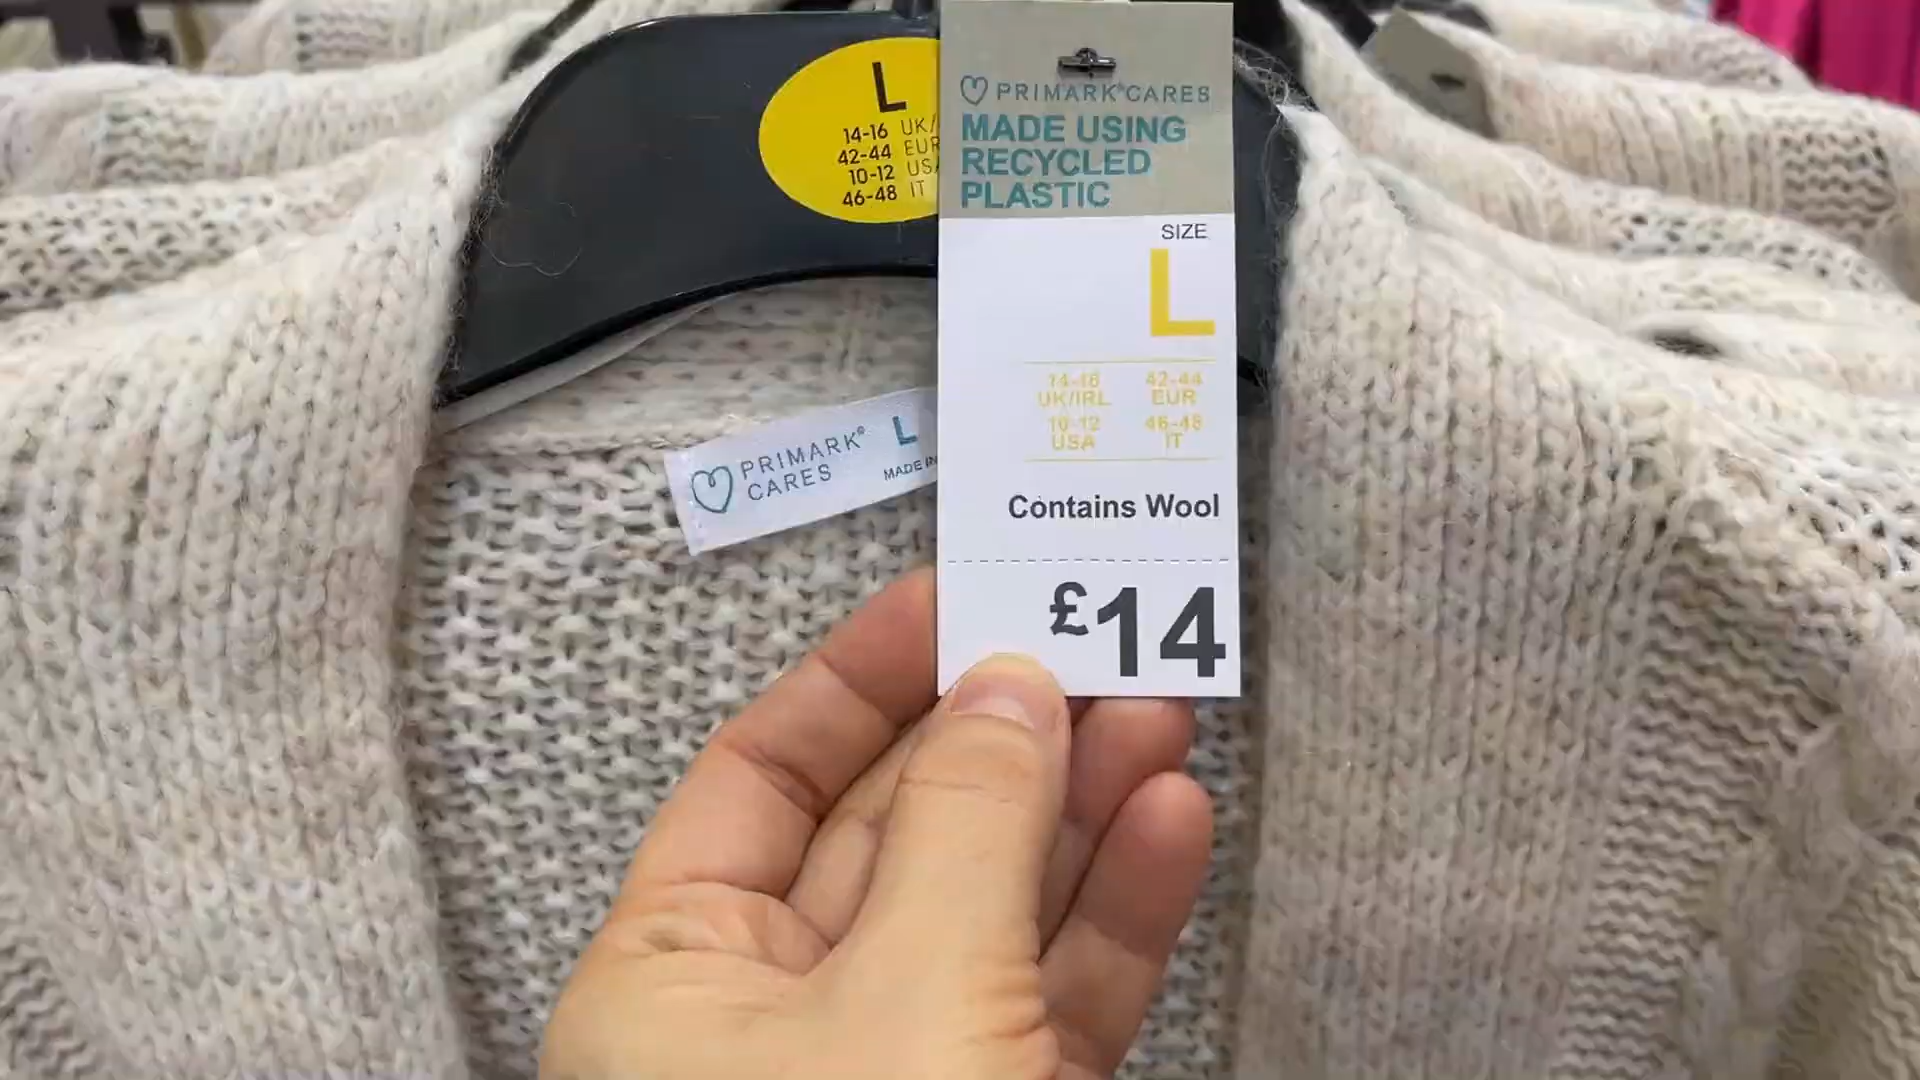 L
14-16 UK/
42-44 EUR
10-12 USA
46-48 IT
PRIMARK® CARES
MADE USING
RECYCLED
PLASTIC
SIZE
L
14-16 42-44
UK/IRL EUR
10-12 46-48
USA IT
Contains Wool
£14
PRIMARK® L
CARES MADE IN